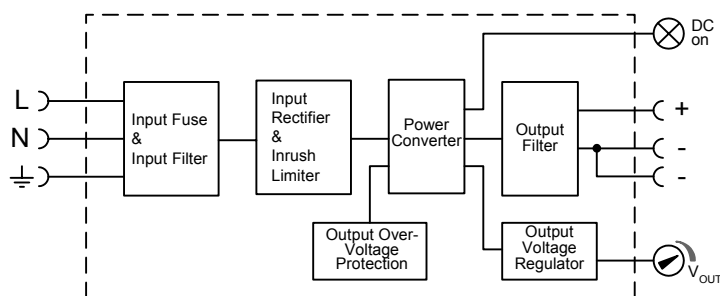 DC
on
L
N
Input Fuse
&
Input Filter
Input
Rectifier
&
Inrush
Limiter
Power
Converter
Output
Filter
+
-
-
Output Over-
Voltage
Protection
Output
Voltage
Regulator
VOUT